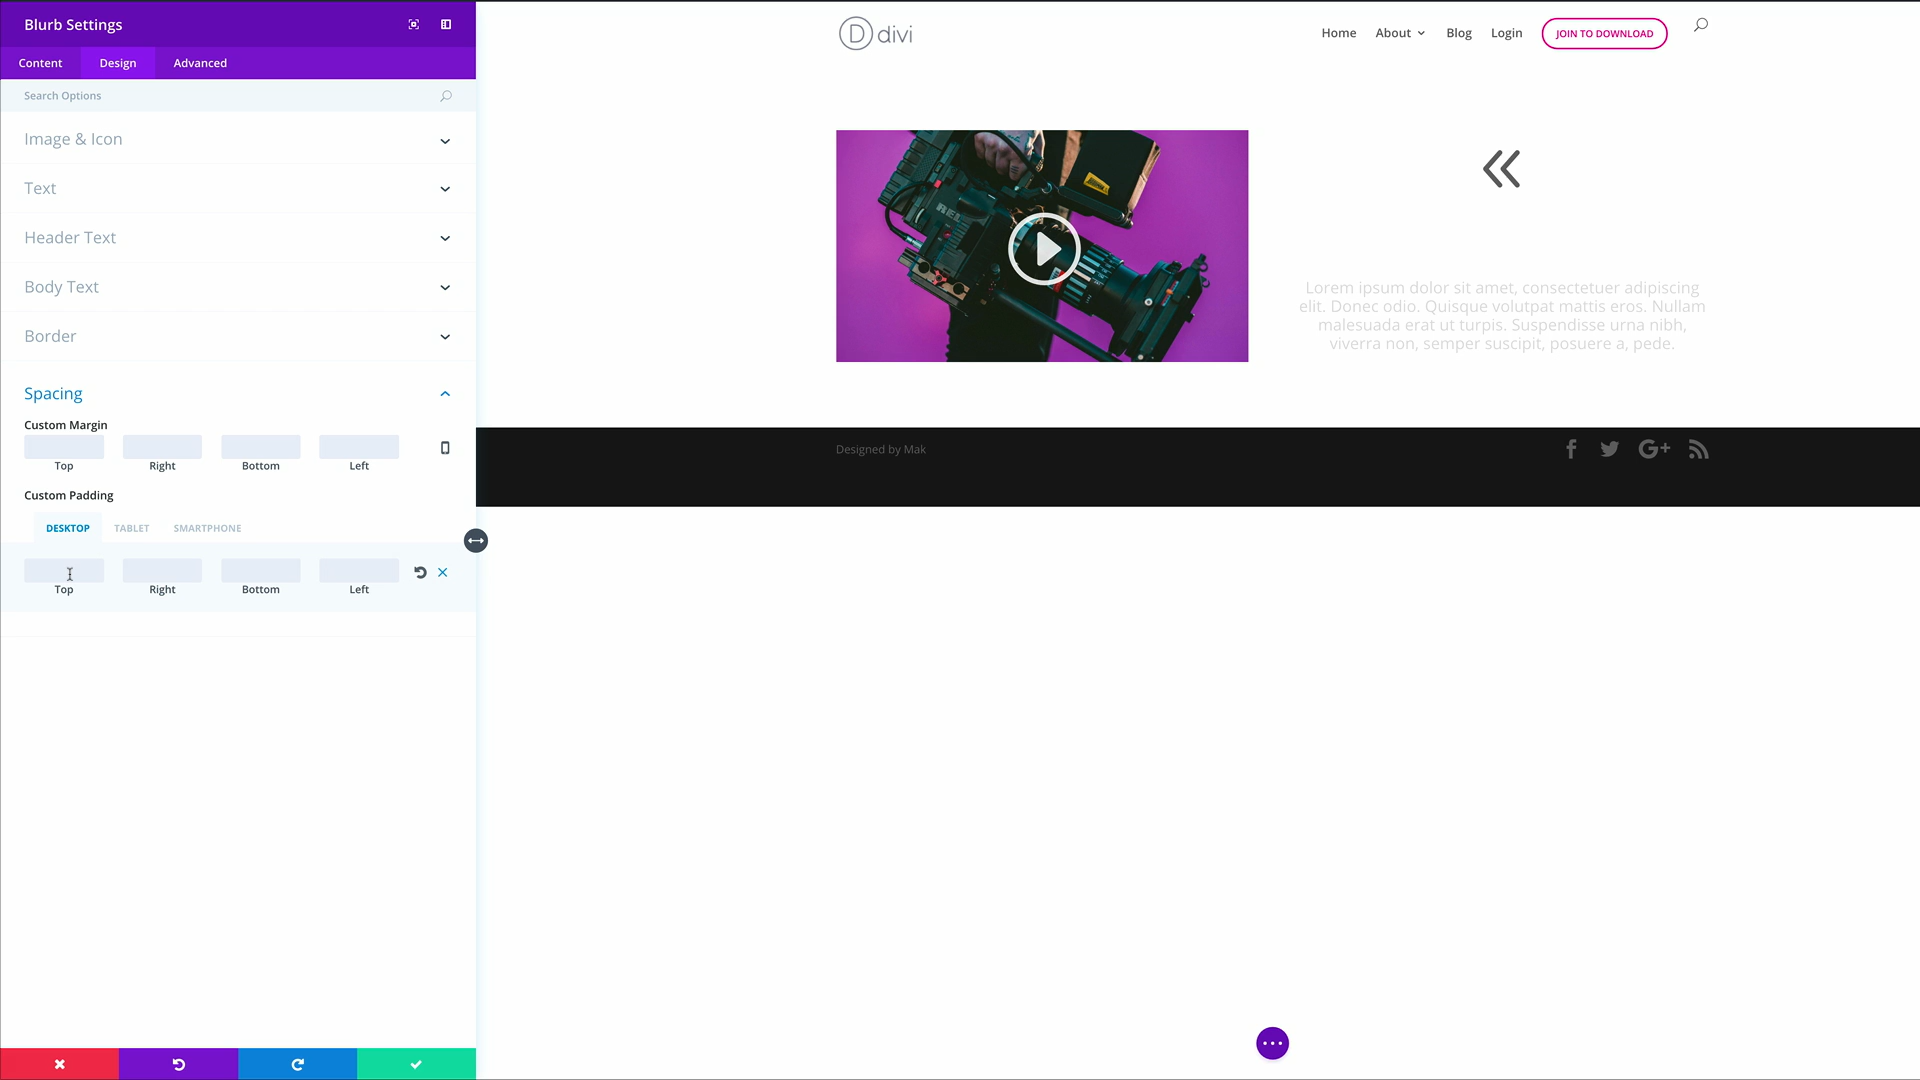 Blurb Settings
Content
Design
Advanced
Search Options
Image & Icon
Text
Header Text
Body Text
Border
Spacing
Custom Margin
Top
Right
Bottom
Left
Custom Padding
DESKTOP
TABLET
SMARTPHONE
Top
Right
Bottom
Left
D divi
Home
About
Blog
Login
JOIN TO DOWNLOAD
Lorem ipsum dolor sit amet, consectetuer adipiscing
elit. Donec odio. Quisque volutpat mattis eros. Nullam
malesuada erat ut turpis. Suspendisse urna nibh,
viverra non, semper suscipit, posuere a, pede.
Designed by Mak